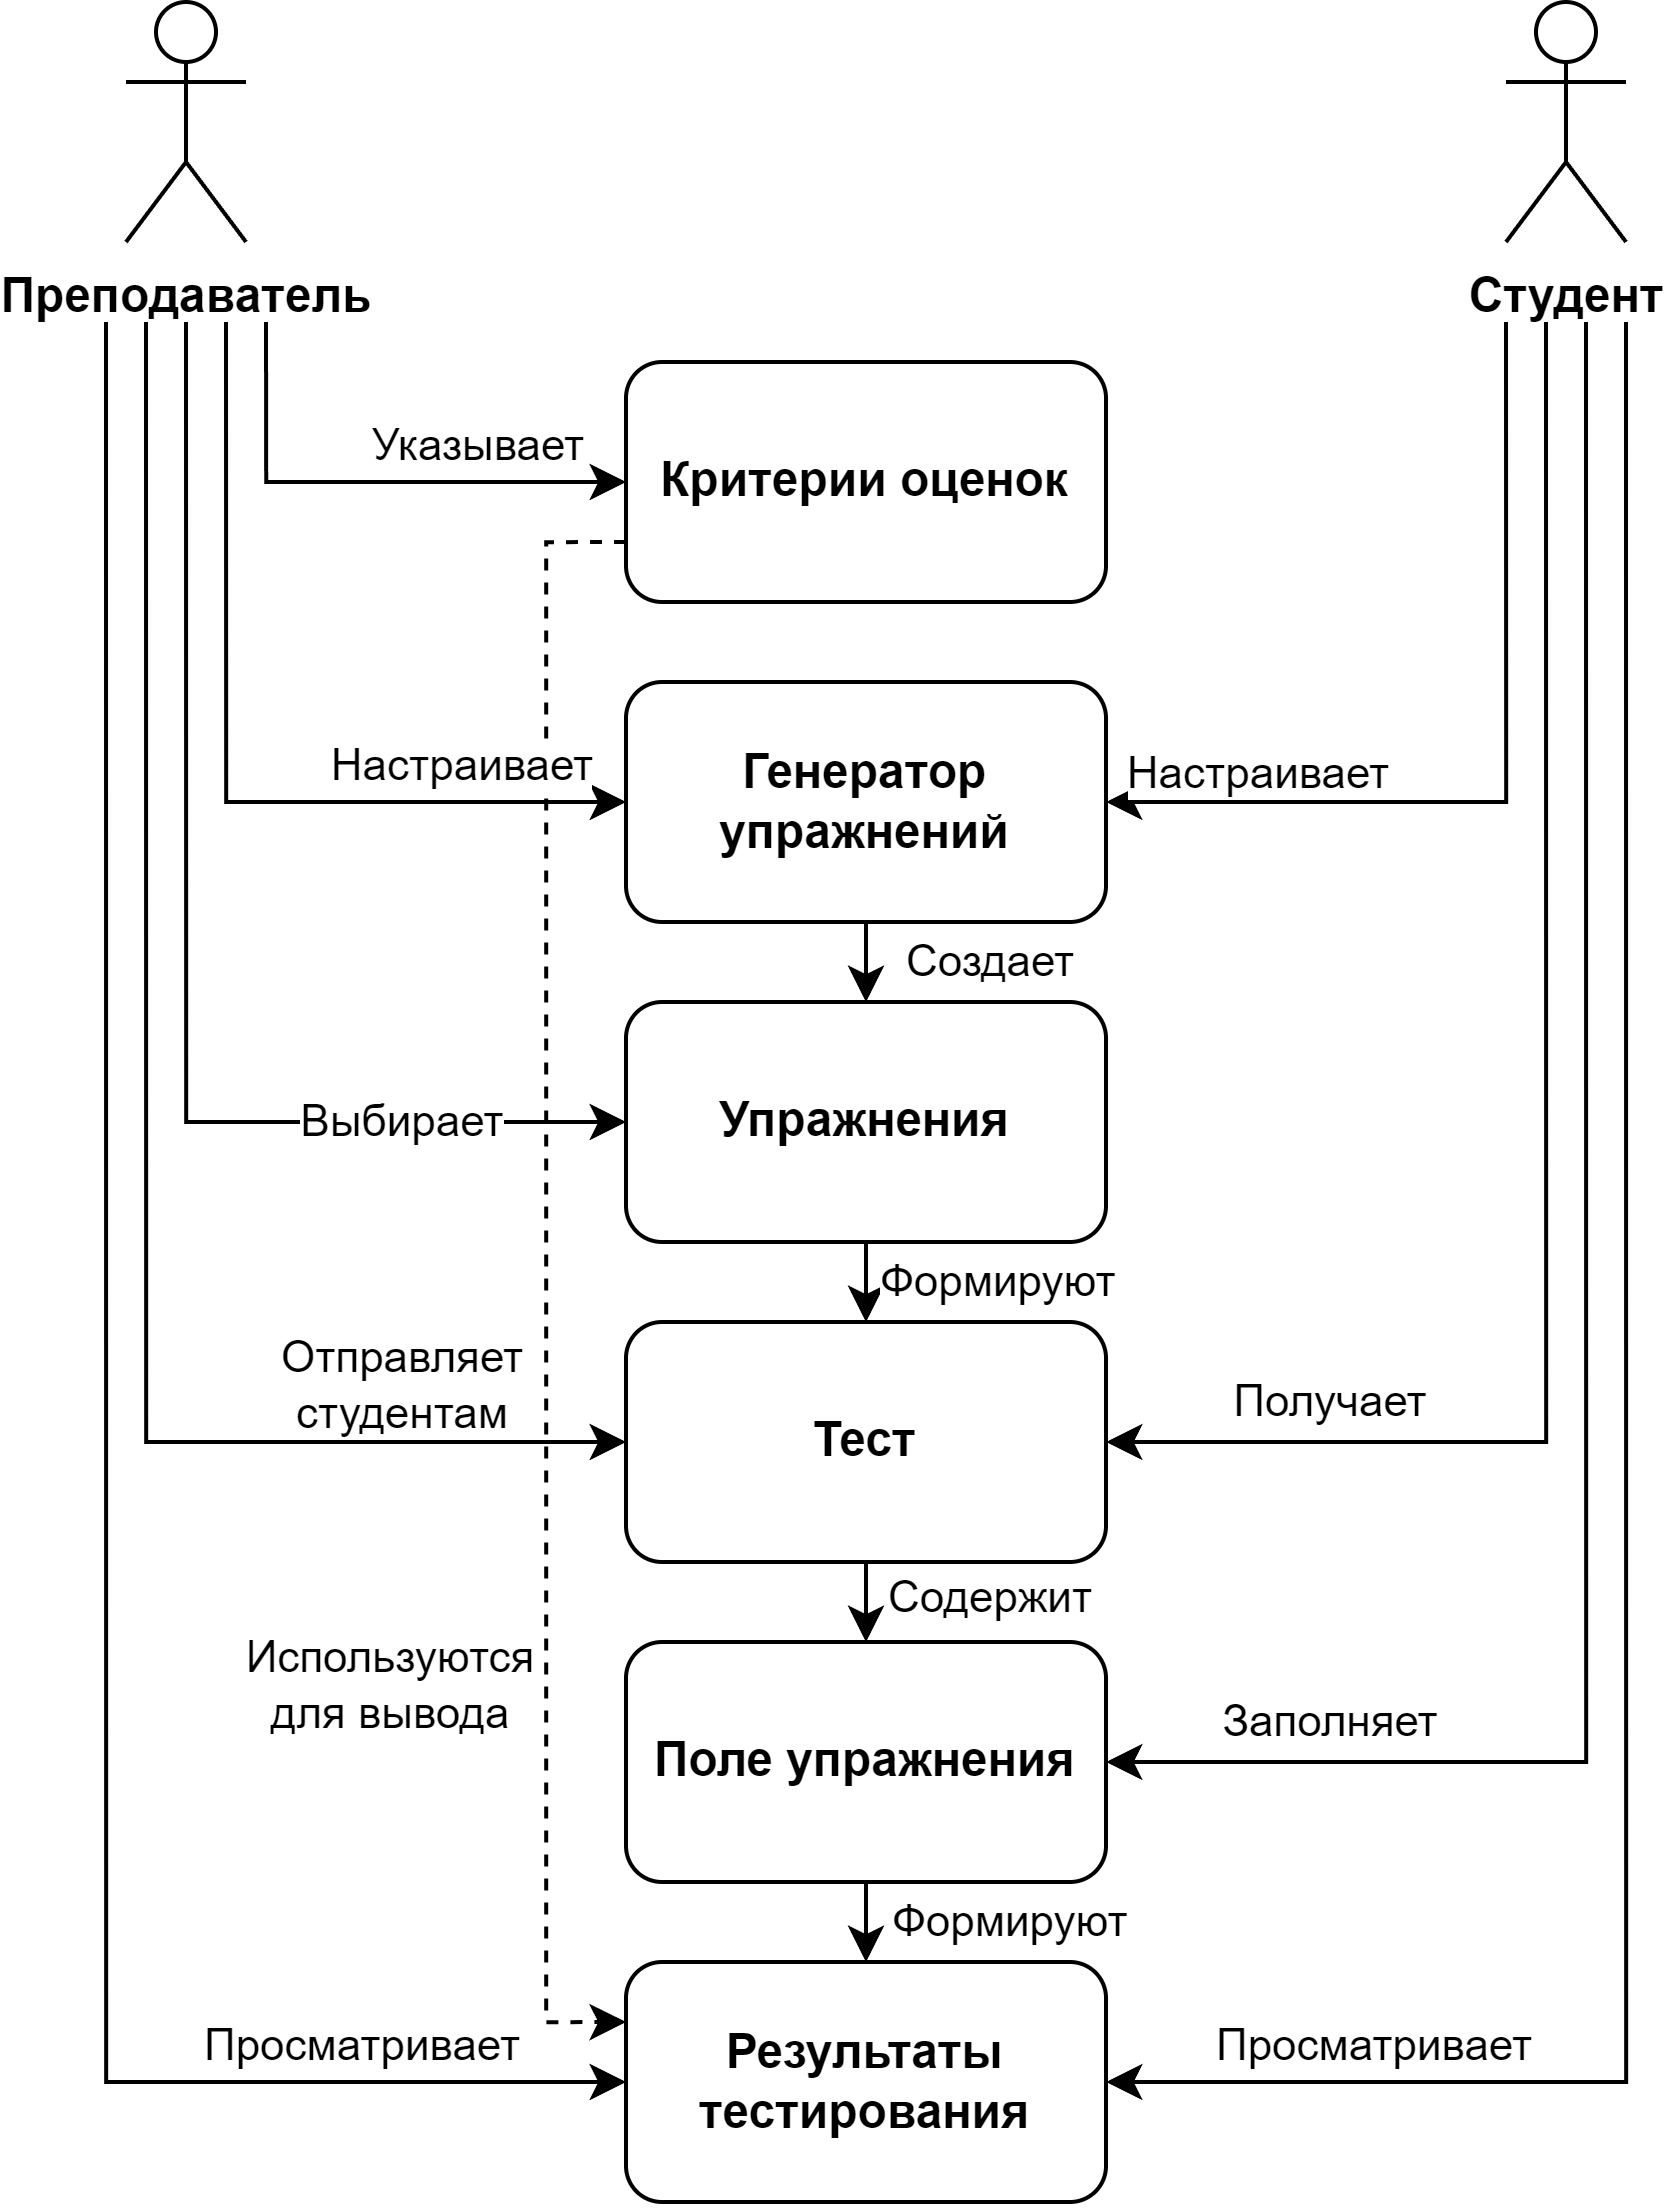 Преподаватель
Студент
Указывает
Критерии оценок
Настраивает
Генератор
упражнений
Настраивает
Создает
Выбирает
Упражнения
Формируют
Отправляет
студентам
Тест
Получает
Содержит
Используются
для вывода
Поле упражнения
Заполняет
Формируют
Просматривает
Результаты
тестирования
Просматривает